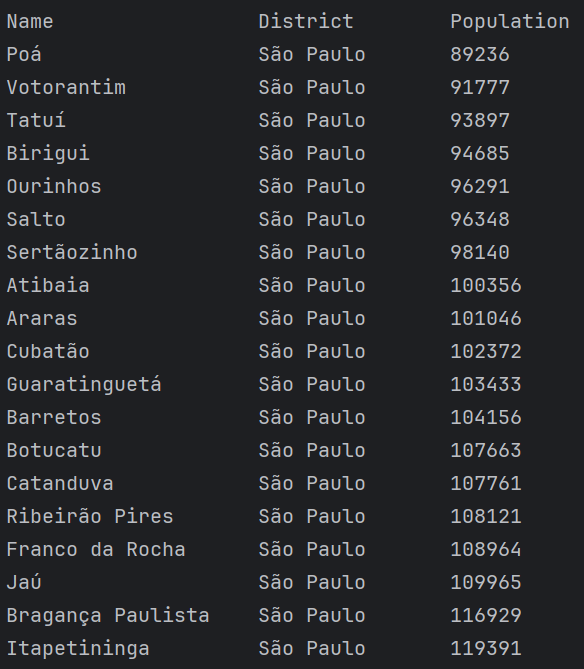 Name District Population
Poá São Paulo 89236
Votorantim São Paulo 91777
Tatuí São Paulo 93897
Birigui São Paulo 94685
Ourinhos São Paulo 96291
Salto São Paulo 96348
Sertãozinho São Paulo 98140
Atibaia São Paulo 100356
Araras São Paulo 101046
Cubatão São Paulo 102372
Guaratinguetá São Paulo 103433
Barretos São Paulo 104156
Botucatu São Paulo 107663
Catanduva São Paulo 107761
Ribeirão Pires São Paulo 108121
Franco da Rocha São Paulo 108964
Jaú São Paulo 109965
Bragança Paulista São Paulo 116929
Itapetininga São Paulo 119391